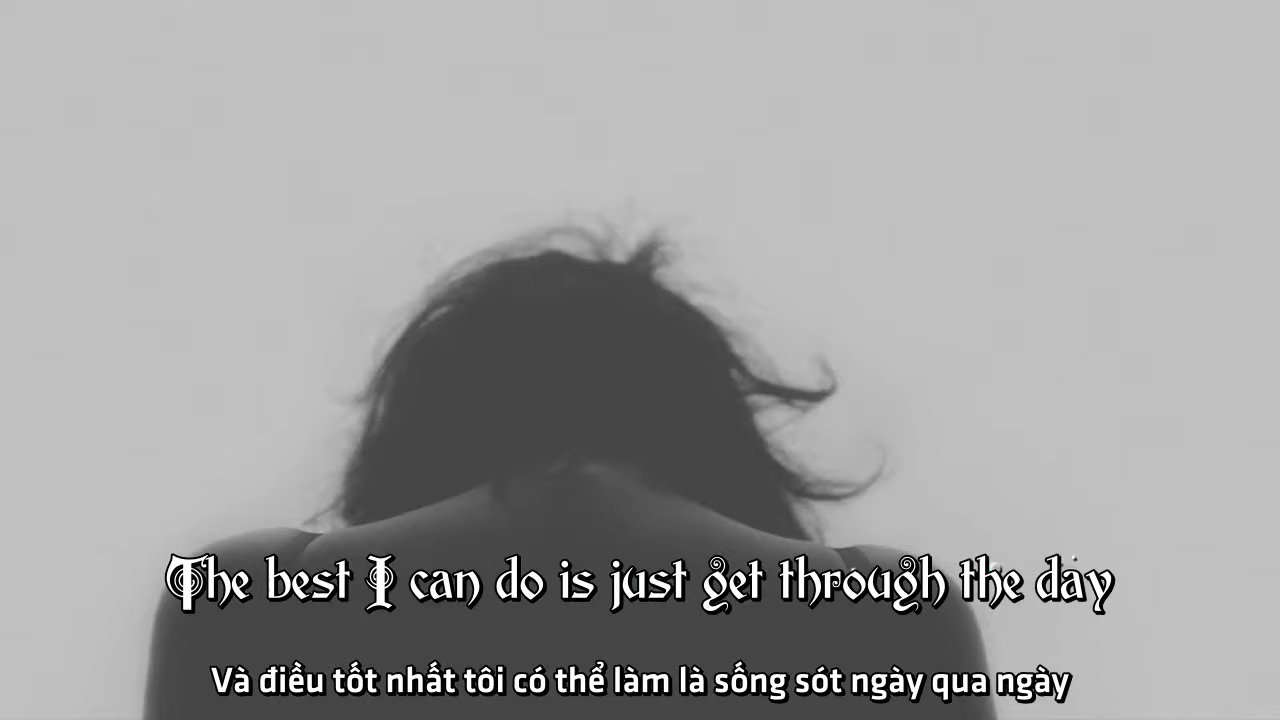 The best I can do is just get through the day
Và điều tốt nhất tôi có thể làm là sống sót ngày qua ngày